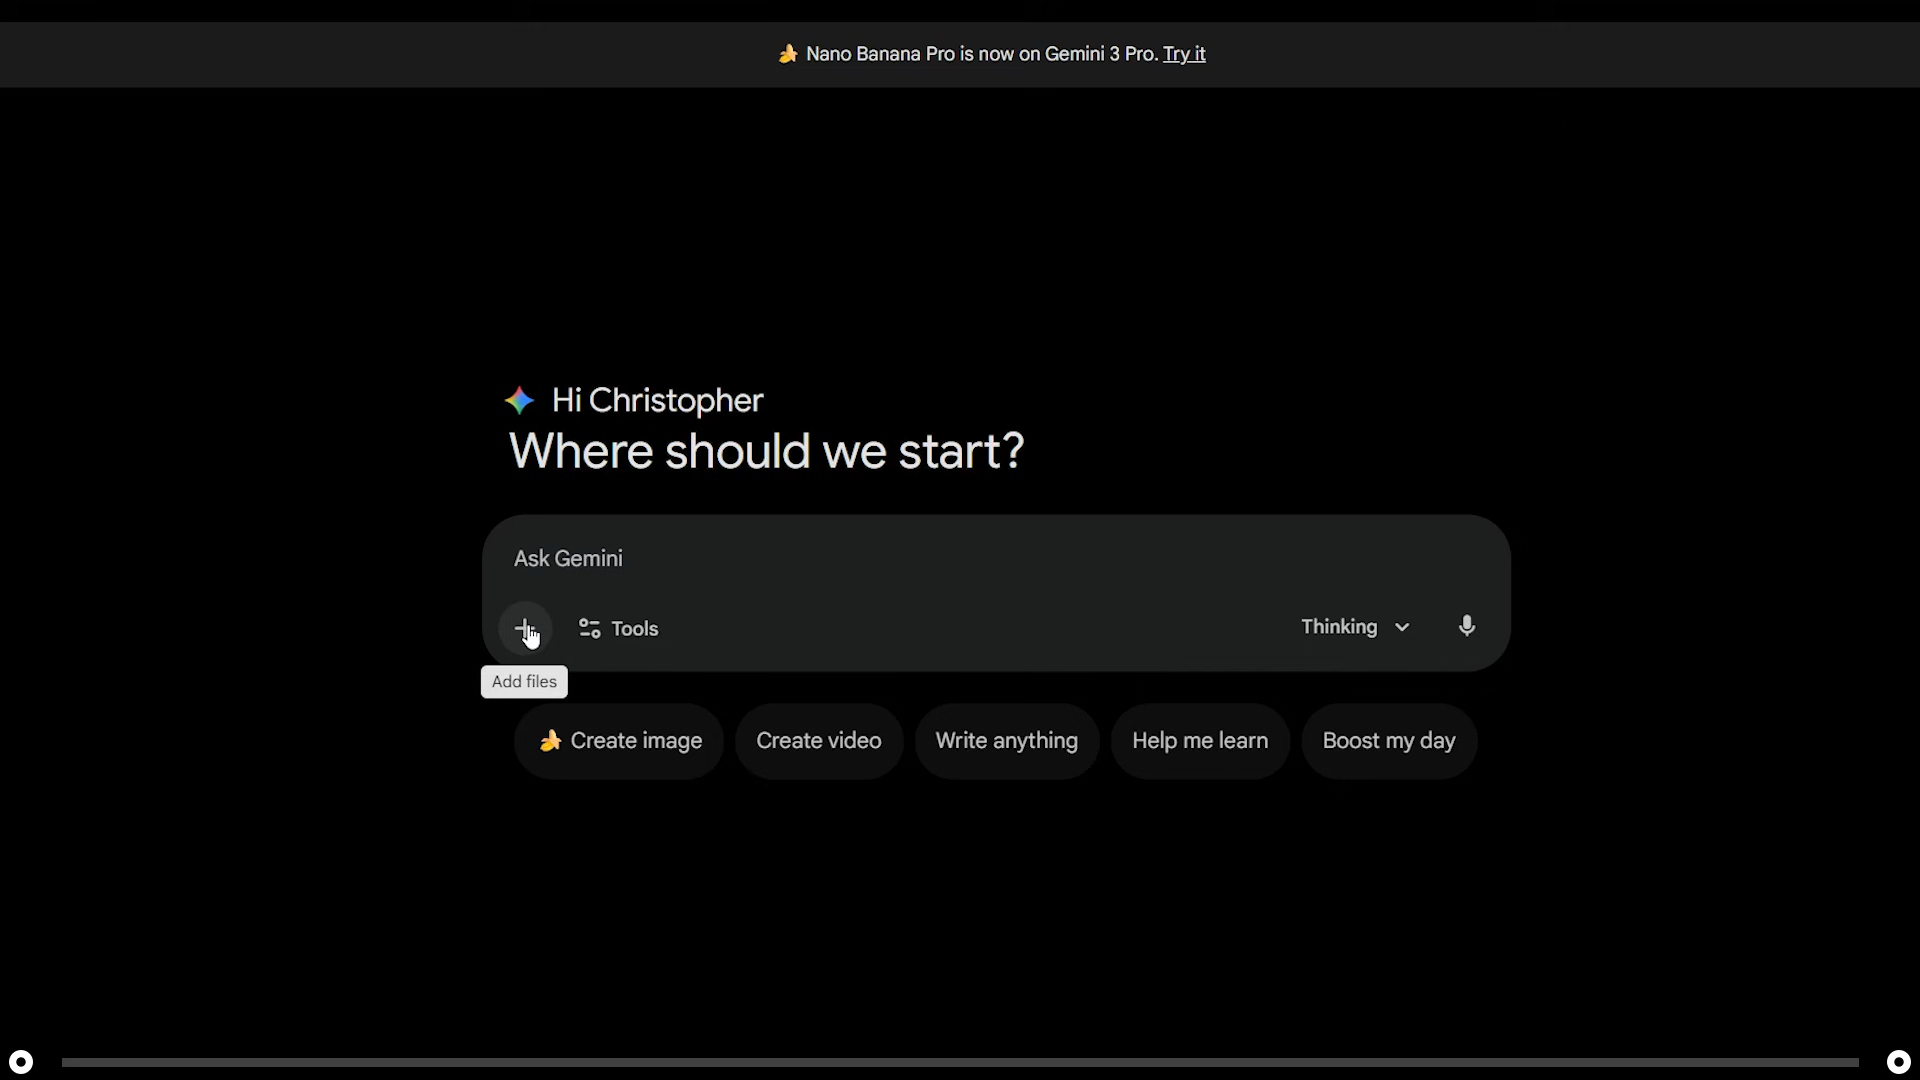 Nano Banana Pro is now on Gemini 3 Pro. Try it
Hi Christopher
Where should we start?
Ask Gemini
Tools
Thinking
Add files
Create image
Create video
Write anything
Help me learn
Boost my day